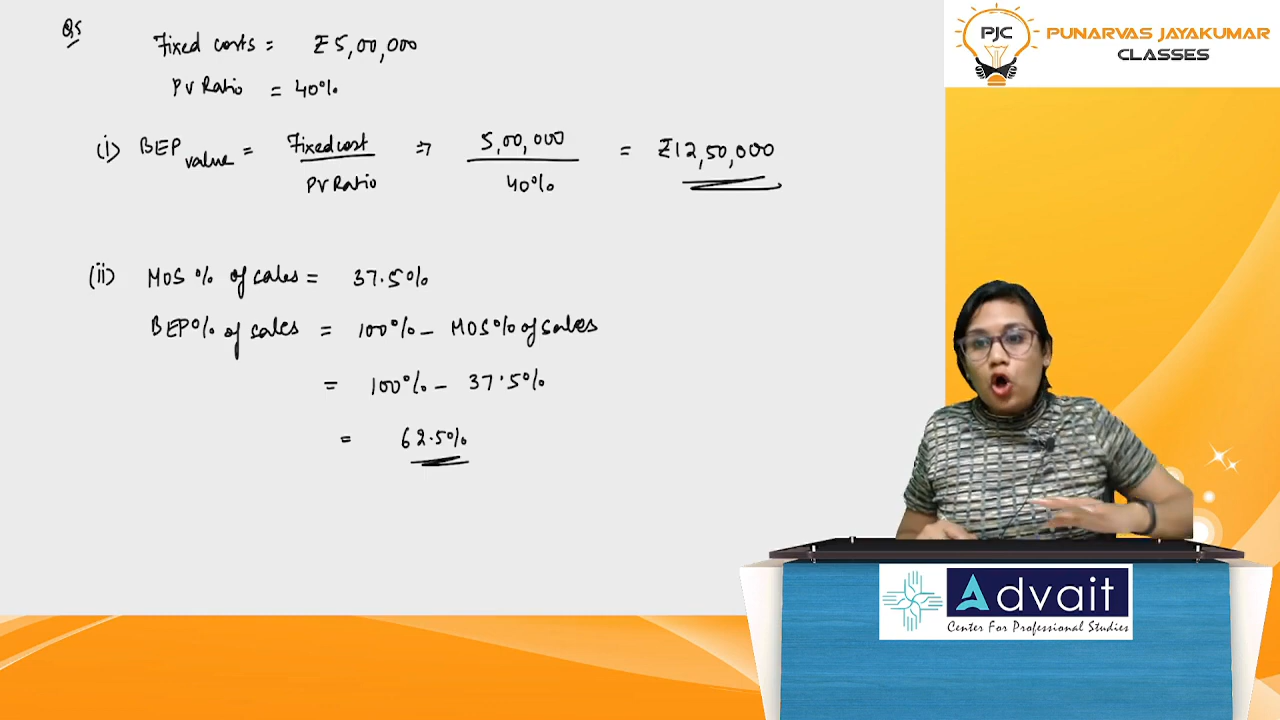 Q5
Fixed costs = ₹5,00,000
PV Ratio = 40%
(i) BEP value = Fixed cost / PV Ratio ⇒ 5,00,000 / 40% = ₹12,50,000
(ii) MOS % of sales = 37.5%
BEP% of sales = 100% - MOS% of sales
= 100% - 37.5%
= 62.5%
PJC PUNARVAS JAYAKUMAR
CLASSES
Advait
Center For Professional Studies